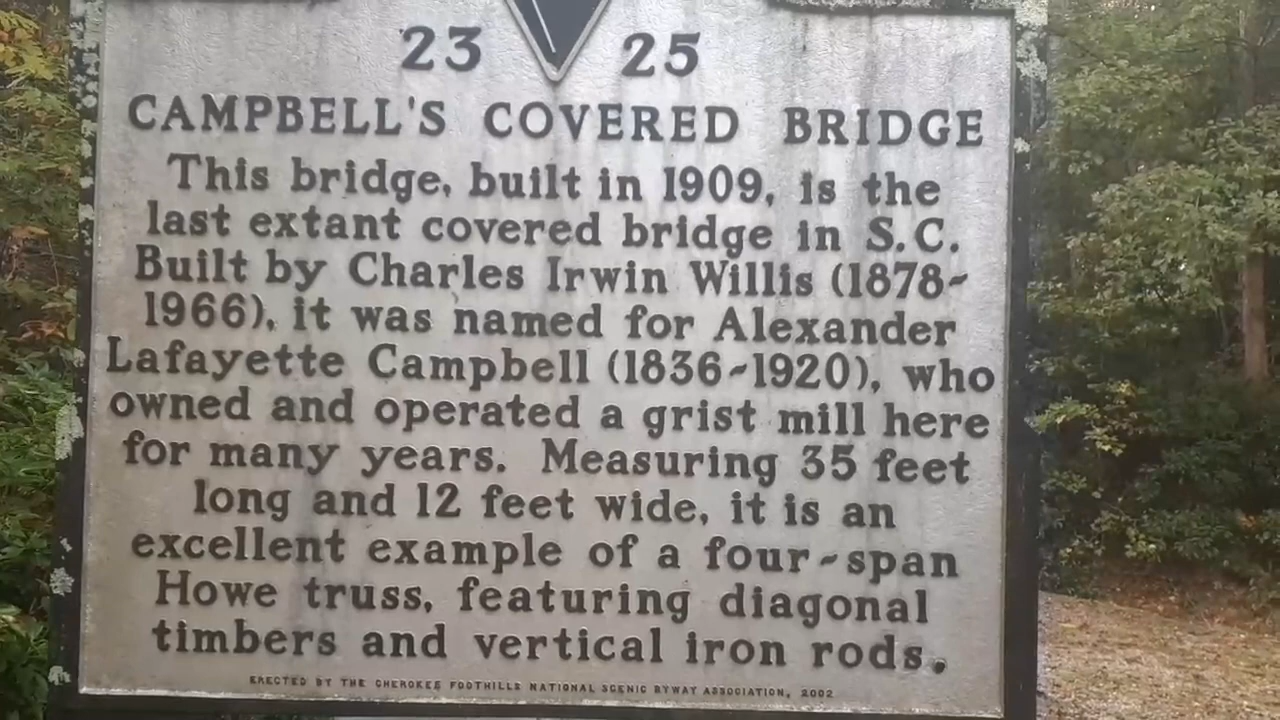 23 25
CAMPBELL'S COVERED BRIDGE
This bridge, built in 1909, is the
last extant covered bridge in S.C.
Built by Charles Irwin Willis (1878-
1966), it was named for Alexander
Lafayette Campbell (1836-1920), who
owned and operated a grist mill here
for many years. Measuring 35 feet
long and 12 feet wide, it is an
excellent example of a four-span
Howe truss, featuring diagonal
timbers and vertical iron rods.
ERECTED BY THE CHEROKEE FOOTHILLS NATIONAL SCENIC BYWAY ASSOCIATION, 2002